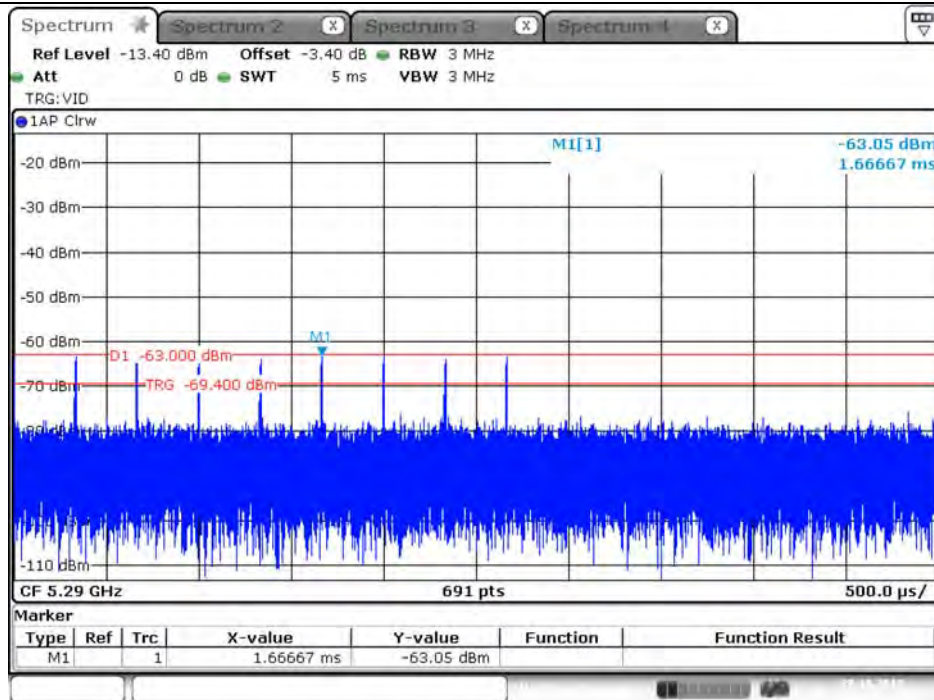 Spectrum Spectrum 2 X Spectrum 3 X Spectrum 4 X
Ref Level -13.40 dBm Offset -3.40 dB RBW 3 MHz
Att 0 dB SWT 5 ms VBW 3 MHz
TRG:VID
1AP Clrw
M1[1] -63.05 dBm
1.66667 ms
-20 dBm
-30 dBm
-40 dBm
-50 dBm
-60 dBm
M1
D1 -63.000 dBm
-70 dBm
TRG -69.400 dBm
-110 dBm
CF 5.29 GHz 691 pts 500.0 µs/
Marker
Type Ref Trc X-value Y-value Function Function Result
M1 1 1.66667 ms -63.05 dBm